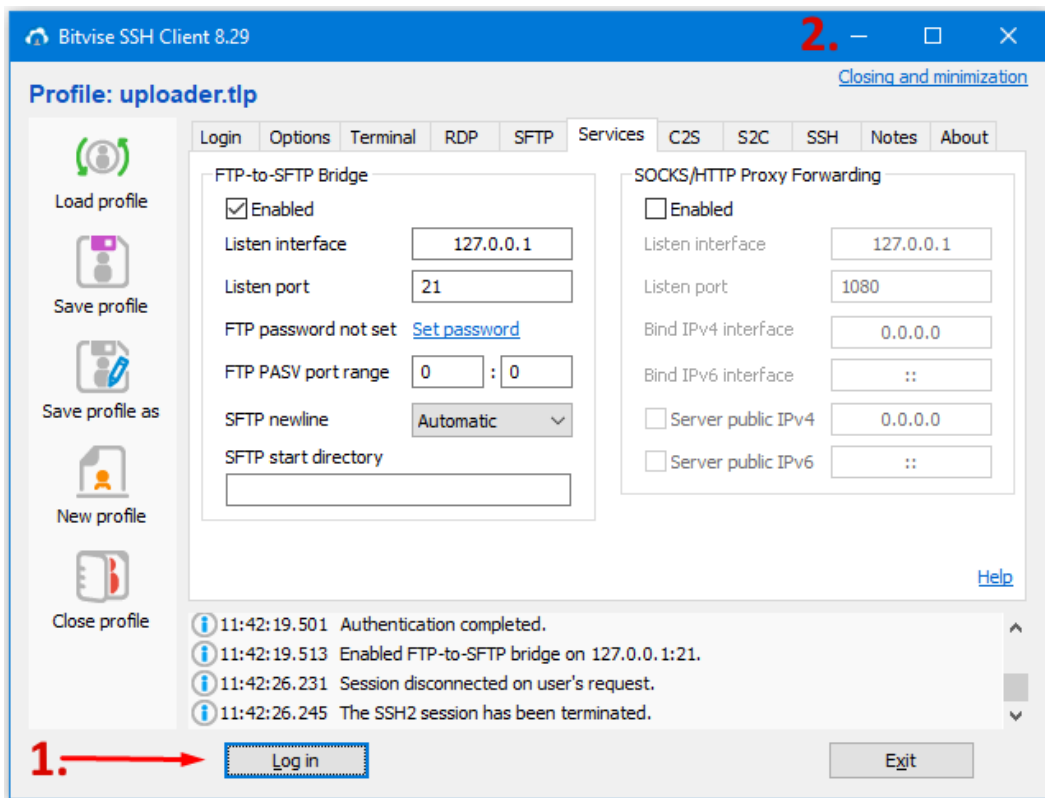 Bitvise SSH Client 8.29
2.
Closing and minimization
Profile: uploader.tlp
Load profile
Save profile
Save profile as
New profile
Close profile
Login Options Terminal RDP SFTP Services C2S S2C SSH Notes About
FTP-to-SFTP Bridge
Enabled
Listen interface 127.0.0.1
Listen port 21
FTP password not set Set password
FTP PASV port range 0 : 0
SFTP newline Automatic
SFTP start directory
SOCKS/HTTP Proxy Forwarding
Enabled
Listen interface 127.0.0.1
Listen port 1080
Bind IPv4 interface 0.0.0.0
Bind IPv6 interface ::
Server public IPv4 0.0.0.0
Server public IPv6 ::
Help
11:42:19.501 Authentication completed.
11:42:19.513 Enabled FTP-to-SFTP bridge on 127.0.0.1:21.
11:42:26.231 Session disconnected on user's request.
11:42:26.245 The SSH2 session has been terminated.
1.
Log in
Exit